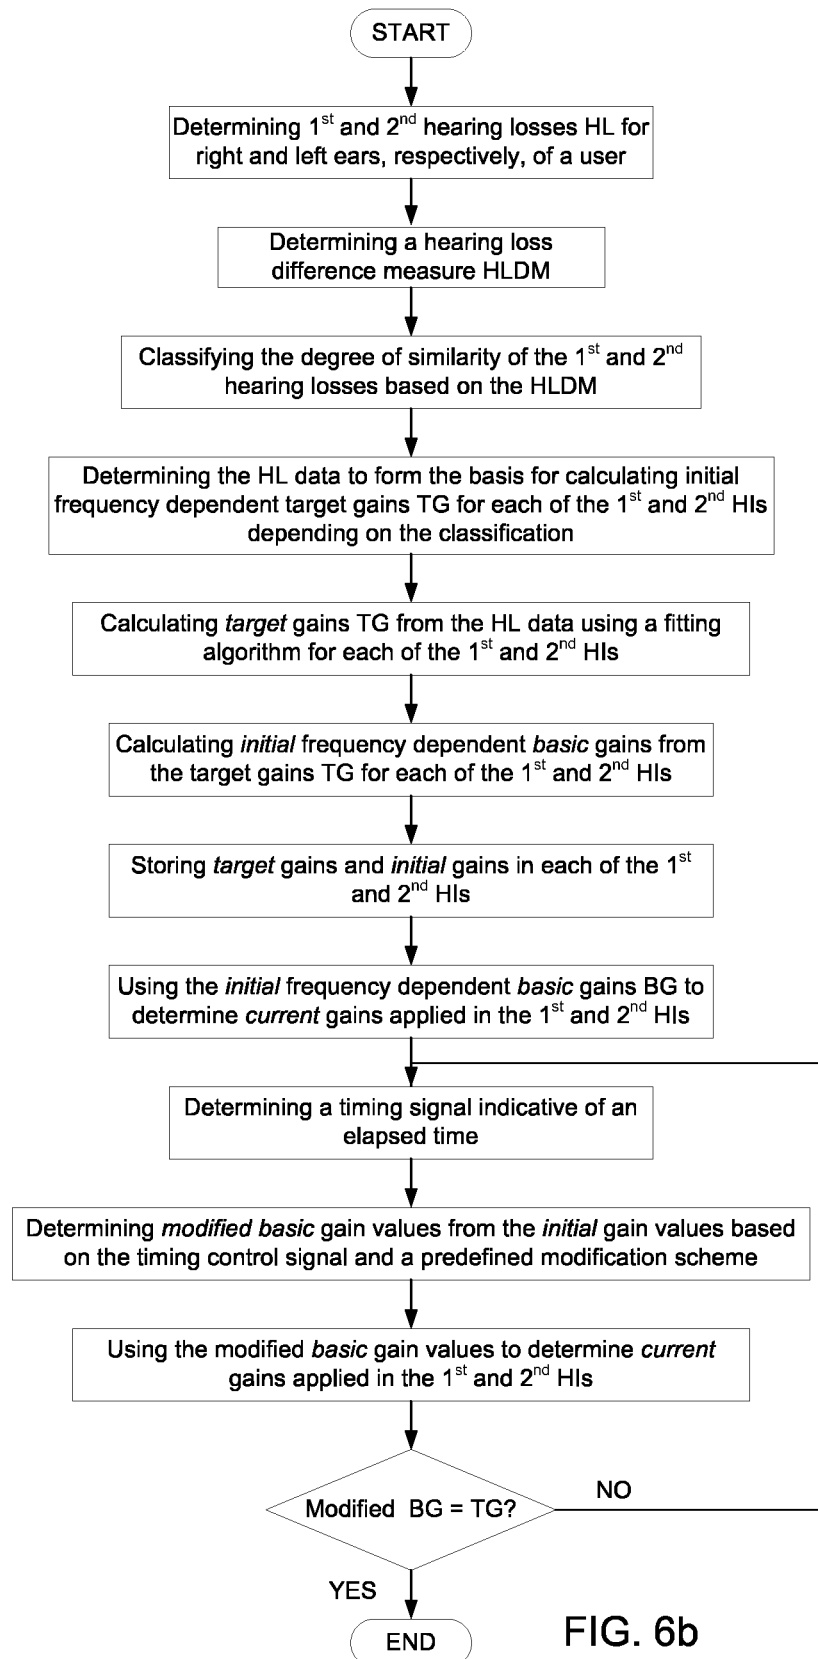 START
Determining 1st and 2nd hearing losses HL for
right and left ears, respectively, of a user
Determining a hearing loss
difference measure HLDM
Classifying the degree of similarity of the 1st and 2nd
hearing losses based on the HLDM
Determining the HL data to form the basis for calculating initial
frequency dependent target gains TG for each of the 1st and 2nd HIs
depending on the classification
Calculating target gains TG from the HL data using a fitting
algorithm for each of the 1st and 2nd HIs
Calculating initial frequency dependent basic gains from
the target gains TG for each of the 1st and 2nd HIs
Storing target gains and initial gains in each of the 1st
and 2nd HIs
Using the initial frequency dependent basic gains BG to
determine current gains applied in the 1st and 2nd HIs
Determining a timing signal indicative of an
elapsed time
Determining modified basic gain values from the initial gain values based
on the timing control signal and a predefined modification scheme
Using the modified basic gain values to determine current
gains applied in the 1st and 2nd HIs
Modified BG = TG?
NO
YES
END
FIG. 6b